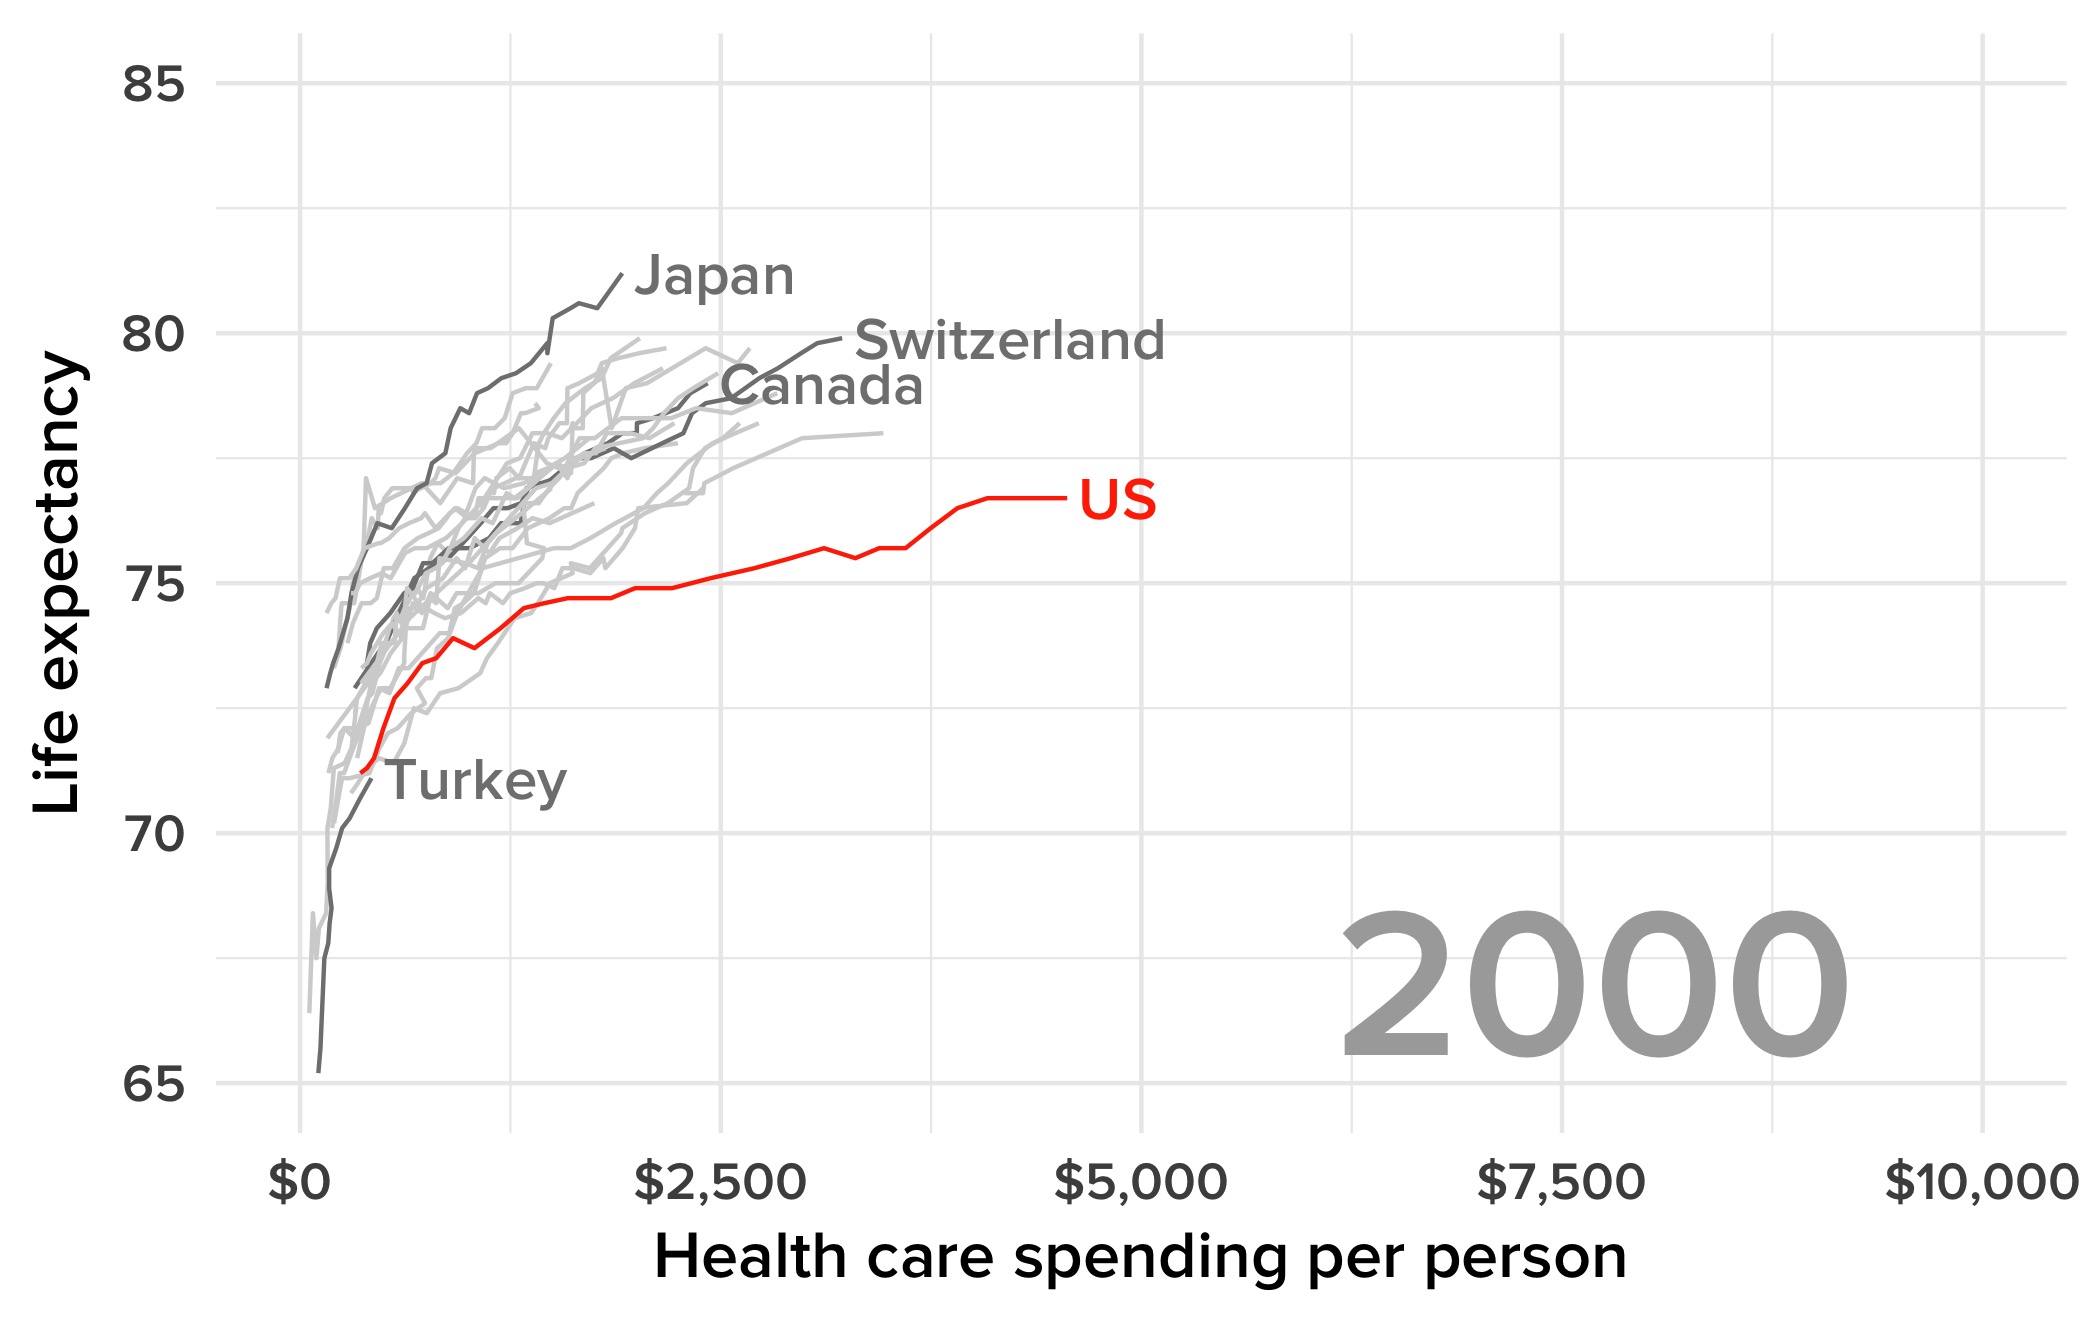 85
Japan
80
Switzerland
Canada
US
75
Turkey
70
2000
65
$0 $2,500 $5,000 $7,500 $10,000
Health care spending per person
Life expectancy